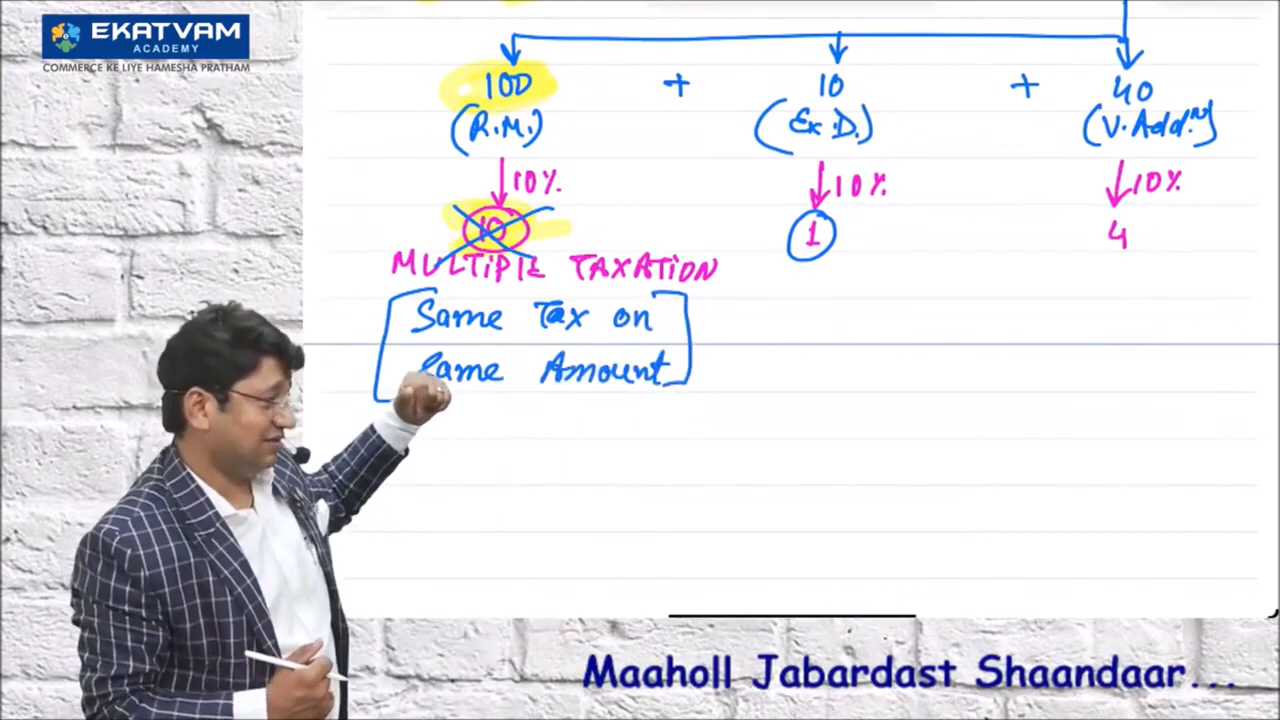 EKATVAM
ACADEMY
COMMERCE KE LIYE HAMESHA PRATHAM
100 + 10 + 40
(R.M.) (Ex.D.) (V.Addⁿ)
10% 10% 10%
10 1 4
MULTiPlE TAXATiON
Same Tax on
Same Amount
Maaholl Jabardast Shaandaar...